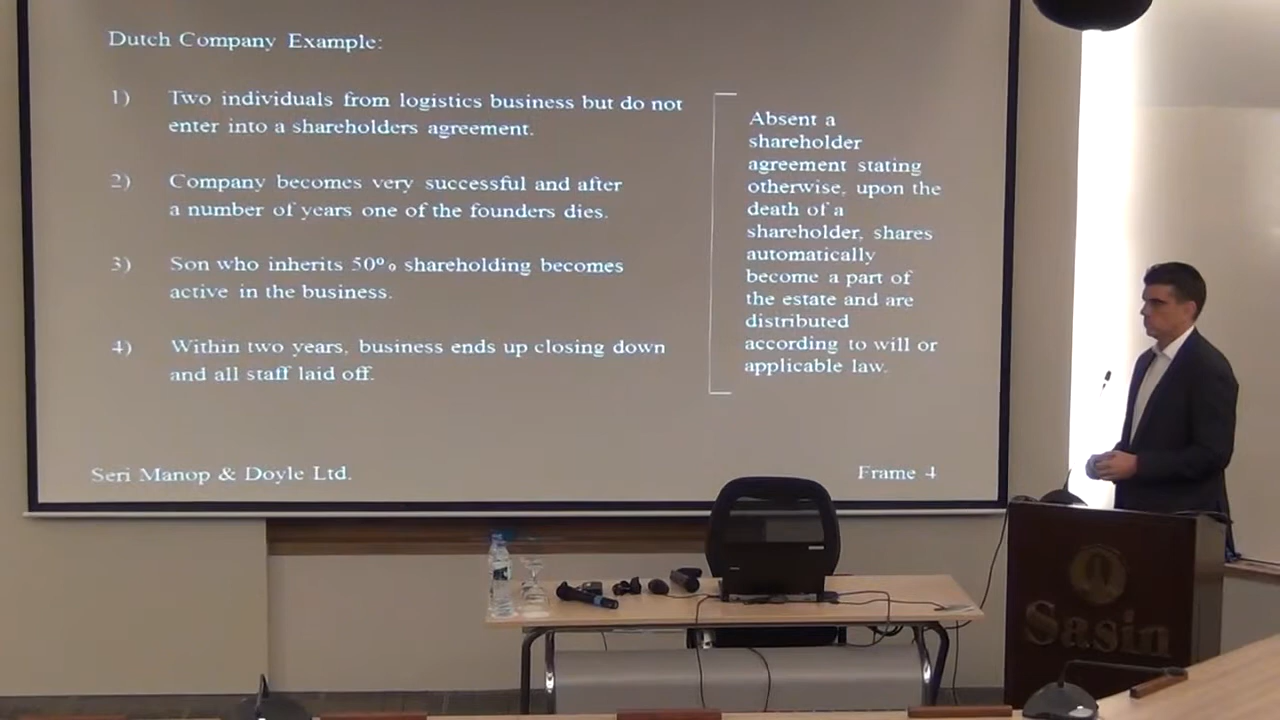 Dutch Company Example:
1) Two individuals from logistics business but do not
enter into a shareholders agreement.
2) Company becomes very successful and after
a number of years one of the founders dies.
3) Son who inherits 50% shareholding becomes
active in the business.
4) Within two years, business ends up closing down
and all staff laid off.
Absent a
shareholder
agreement stating
otherwise, upon the
death of a
shareholder, shares
automatically
become a part of
the estate and are
distributed
according to will or
applicable law.
Seri Manop & Doyle Ltd.
Frame 4
Sasin